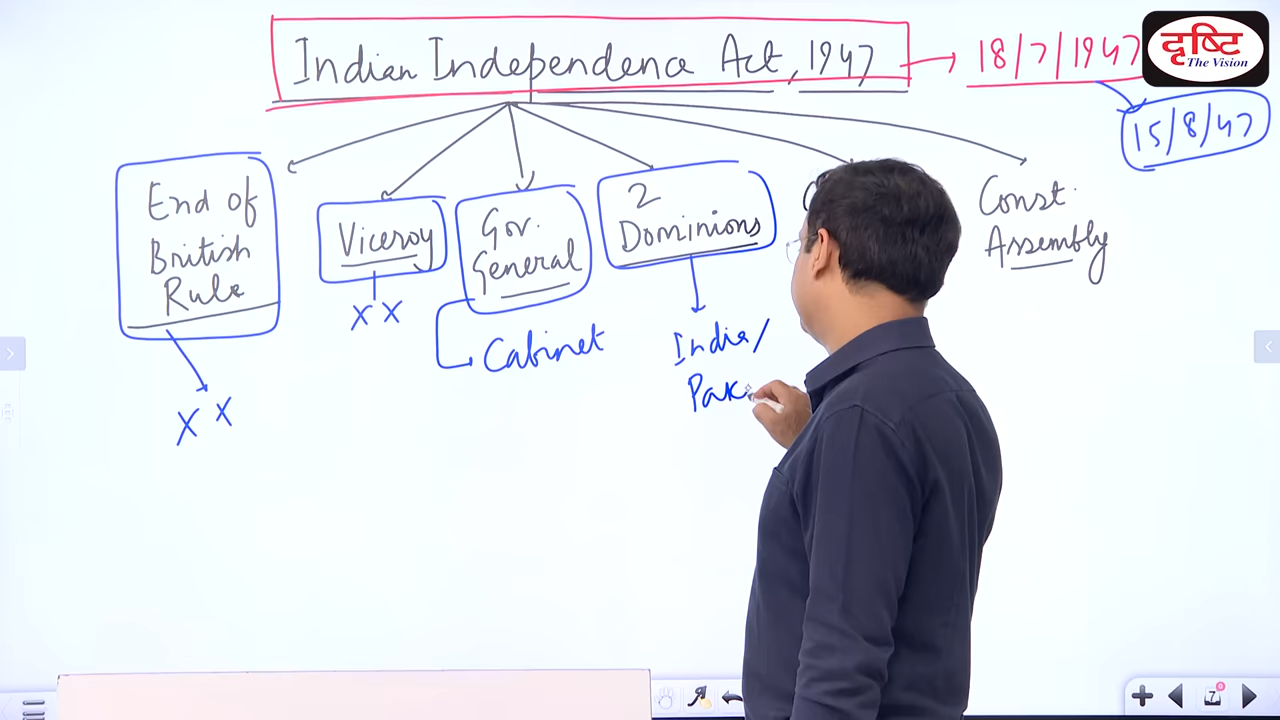 Indian Independence Act, 1947
18/7/1947
दृष्टि
The Vision
15/8/47
End of
British
Rule
X X
Viceroy
X X
Gov.
General
Cabinet
2
Dominions
India/
Pak
Const.
Assembly
7